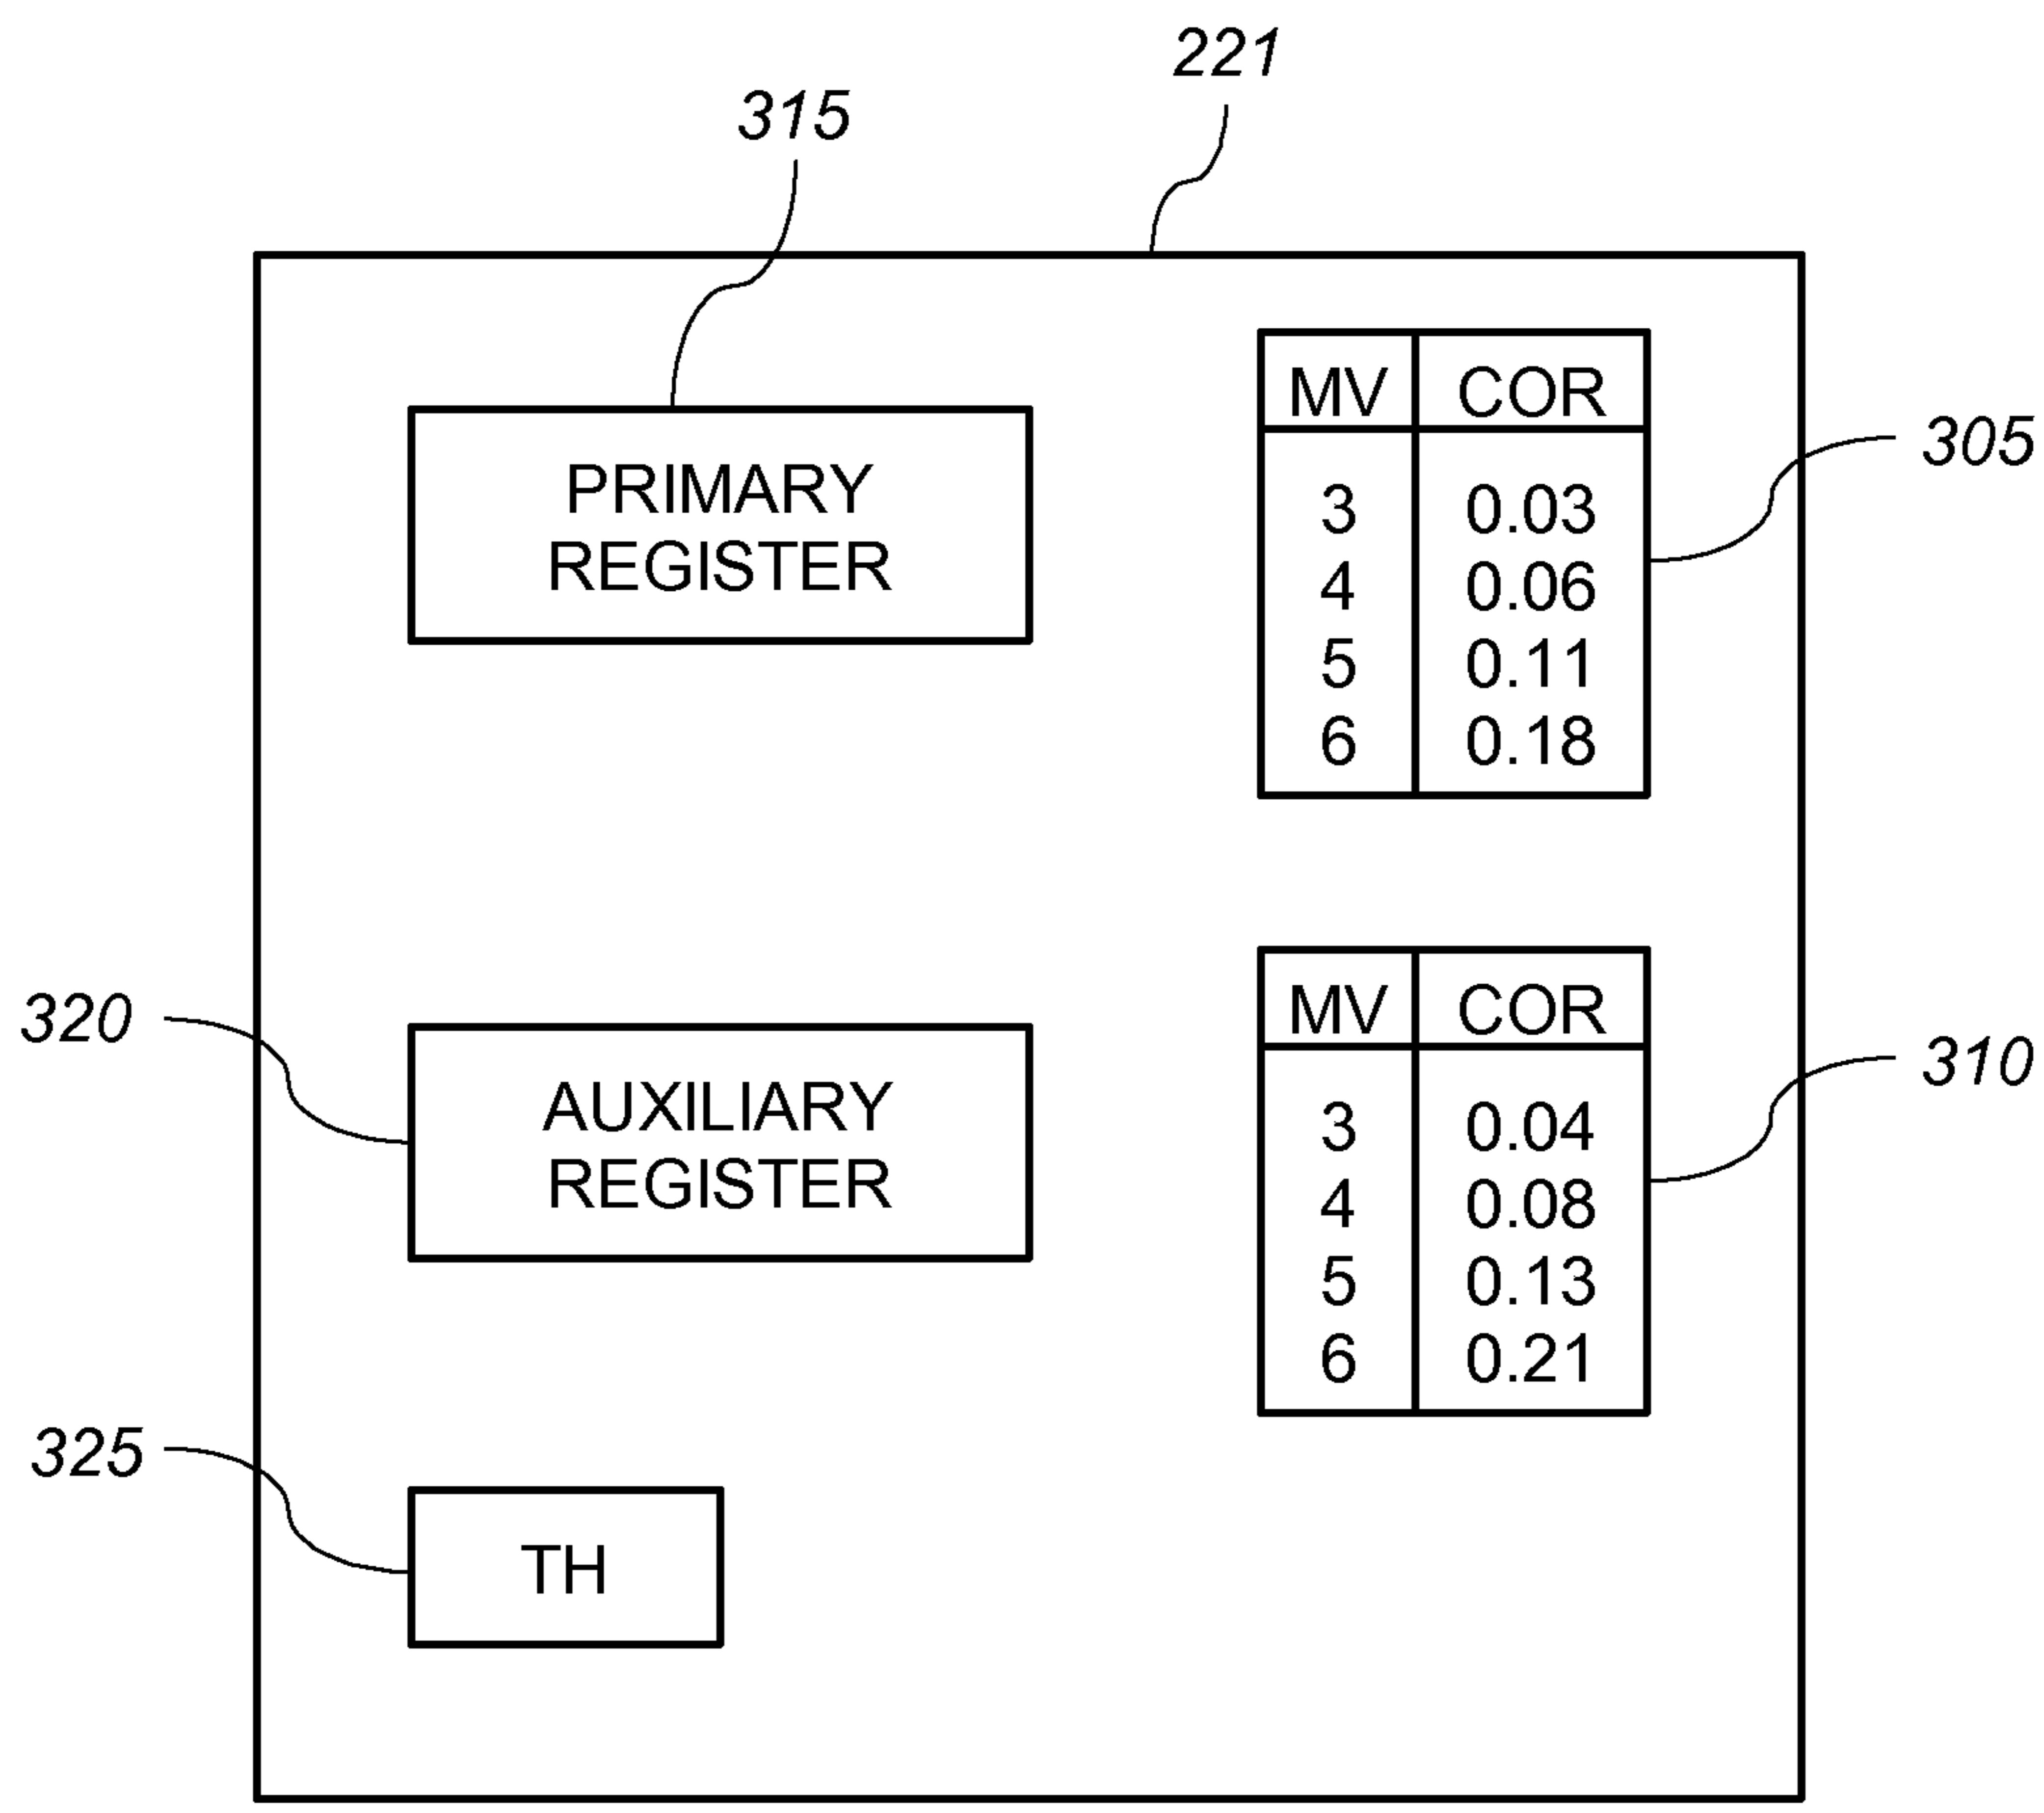 221
315
MV COR
305
PRIMARY
REGISTER
3 0.03
4 0.06
5 0.11
6 0.18
320
MV COR
310
AUXILIARY
REGISTER
3 0.04
4 0.08
5 0.13
6 0.21
325
TH